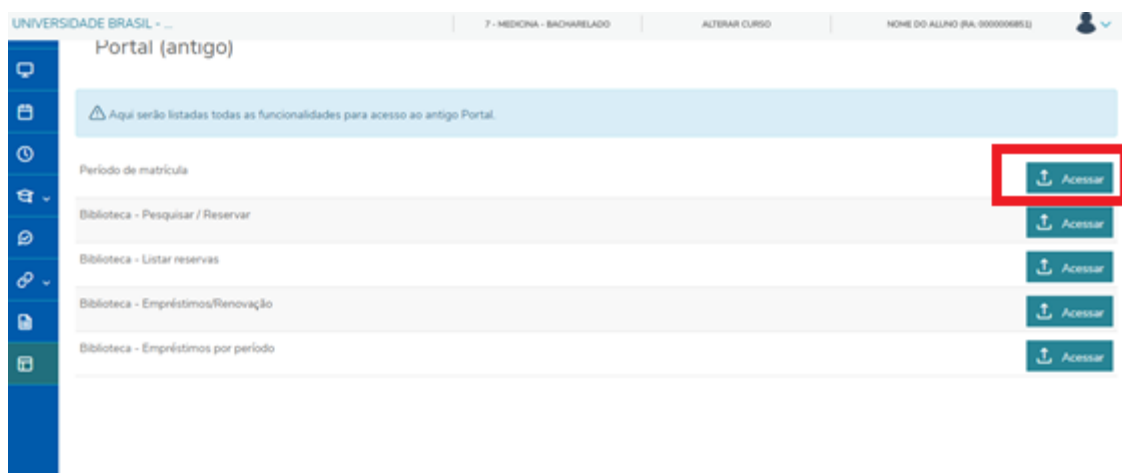 UNIVERSIDADE BRASIL - ...
7 - MEDICINA - BACHARELADO
ALTERAR CURSO
NOME DO ALUNO (RA: 0000006851)
Portal (antigo)
Aqui serão listadas todas as funcionalidades para acesso ao antigo Portal.
Período de matrícula
Acessar
Biblioteca - Pesquisar / Reservar
Acessar
Biblioteca - Listar reservas
Acessar
Biblioteca - Empréstimos/Renovação
Acessar
Biblioteca - Empréstimos por período
Acessar